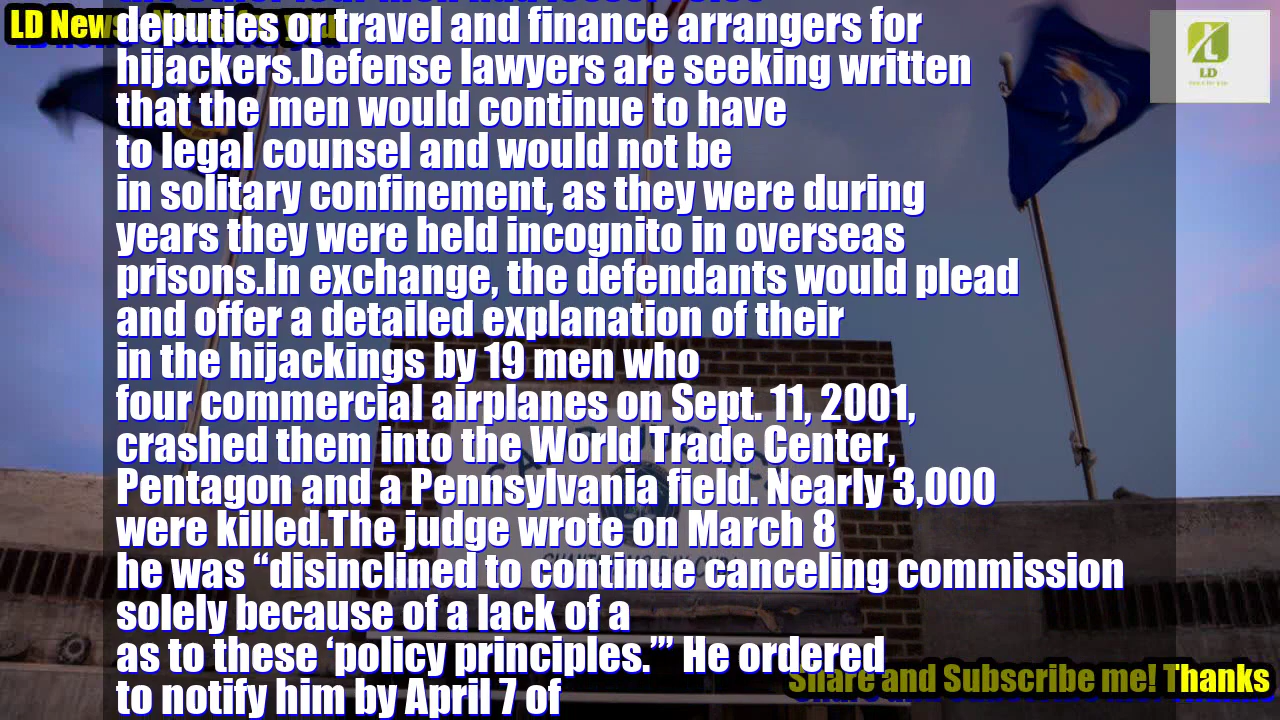 LD News
deputies or travel and finance arrangers for
hijackers.Defense lawyers are seeking written
that the men would continue to have
to legal counsel and would not be
in solitary confinement, as they were during
years they were held incognito in overseas
prisons.In exchange, the defendants would plead
and offer a detailed explanation of their
in the hijackings by 19 men who
four commercial airplanes on Sept. 11, 2001,
crashed them into the World Trade Center,
Pentagon and a Pennsylvania field. Nearly 3,000
were killed.The judge wrote on March 8
he was “disinclined to continue canceling commission
solely because of a lack of a
as to these ‘policy principles.’” He ordered
to notify him by April 7 of
LD
Share and Subscribe me! Thanks